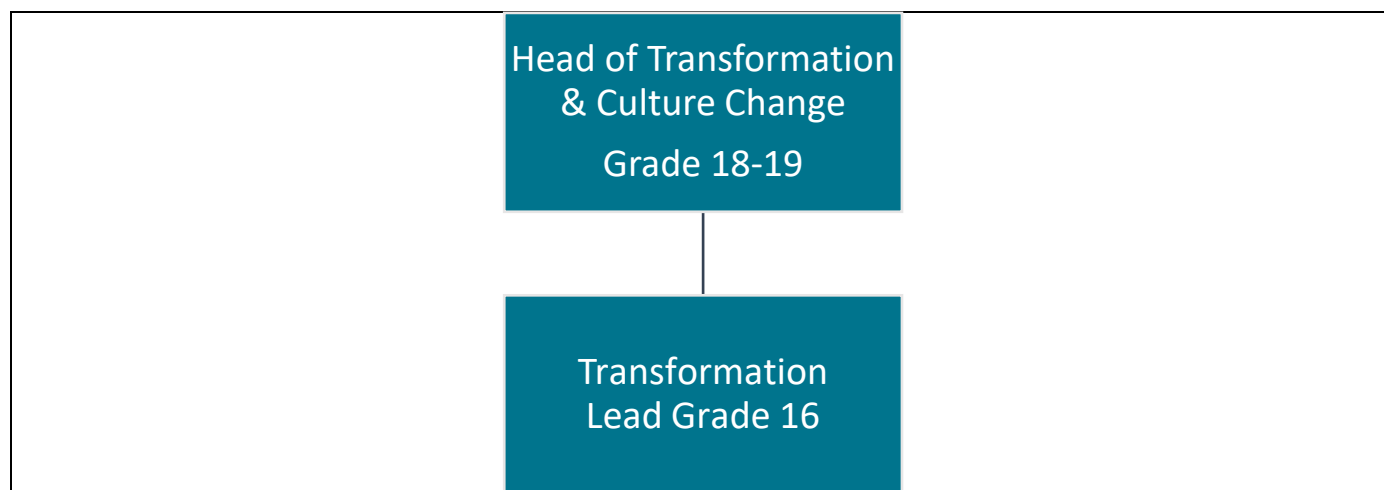 Head of Transformation
& Culture Change
Grade 18-19
Transformation
Lead Grade 16